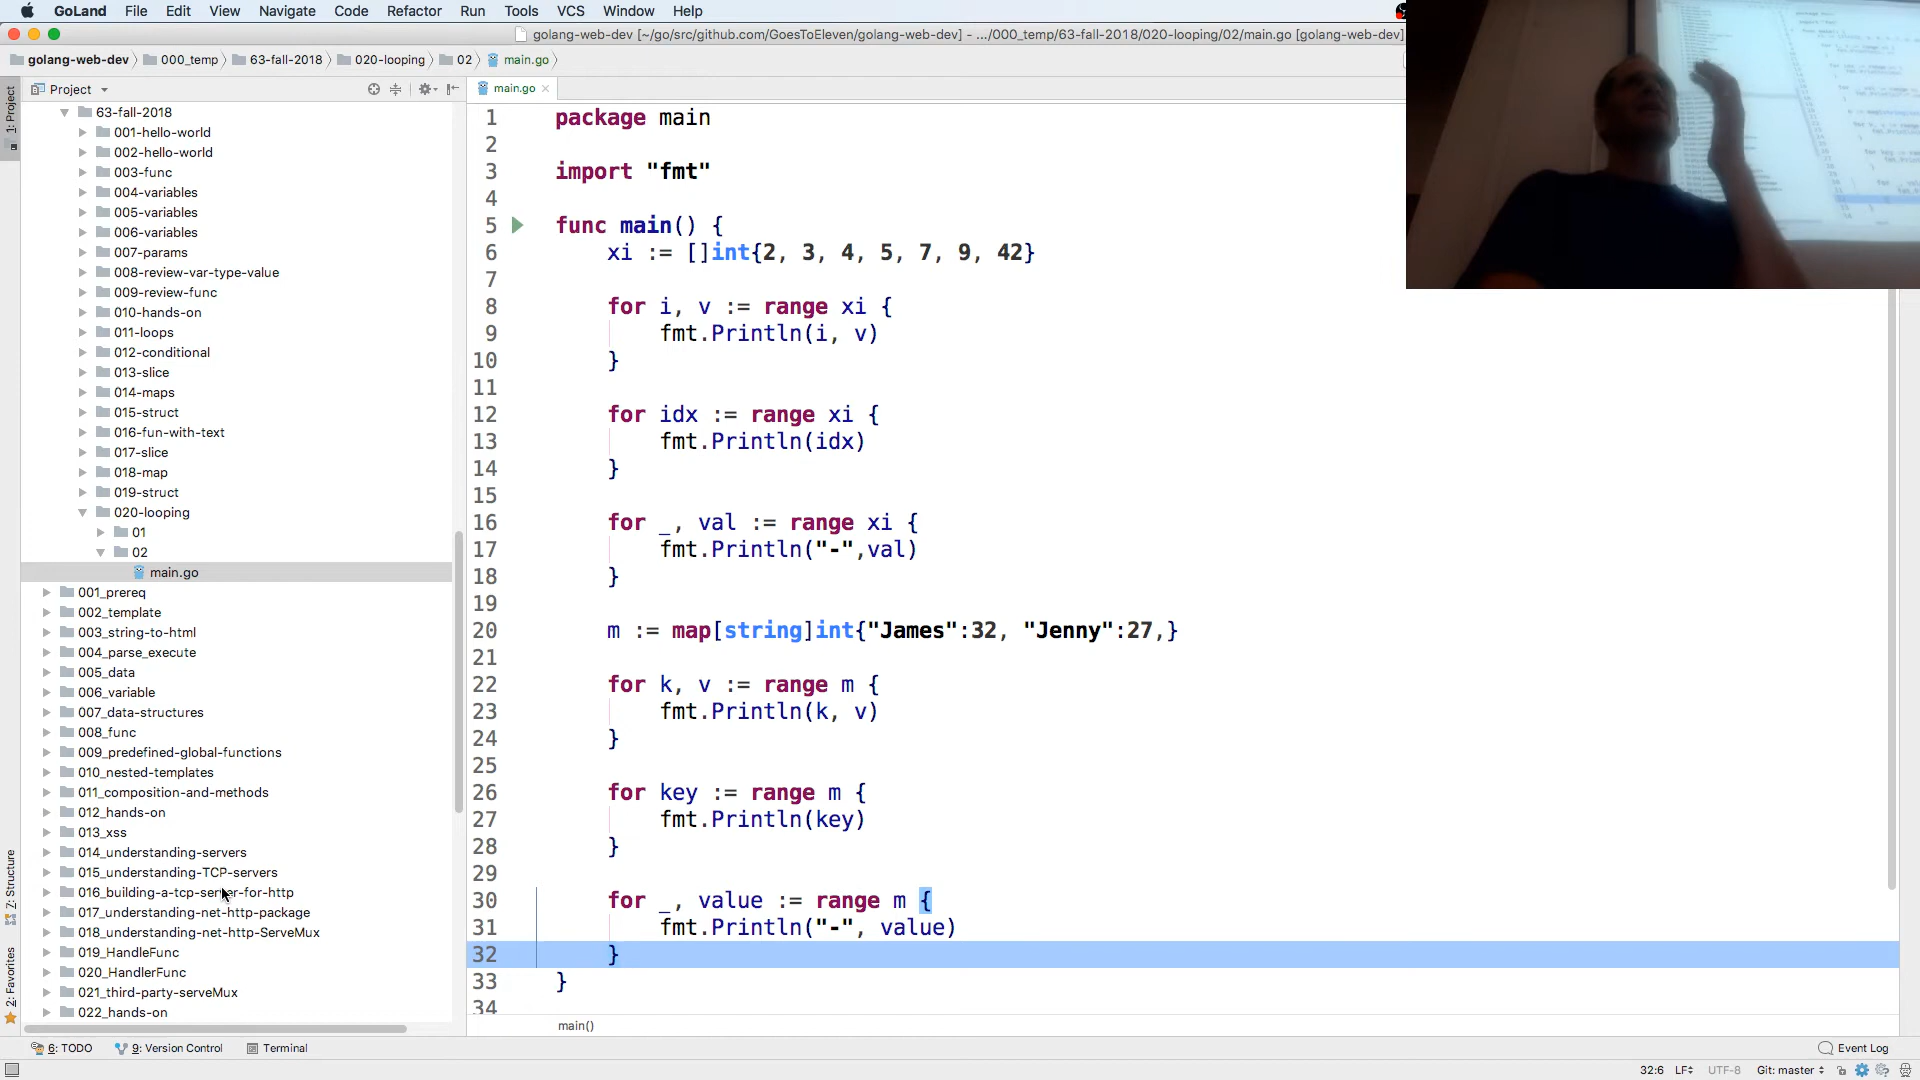 GoLand File Edit View Navigate Code Refactor Run Tools VCS Window Help
golang-web-dev [~/go/src/github.com/GoesToEleven/golang-web-dev] - .../000_temp/63-fall-2018/020-looping/02/main.go [golang-web-dev]
golang-web-dev 000_temp 63-fall-2018 020-looping 02 main.go
1: Project
Project
main.go
63-fall-2018
001-hello-world
002-hello-world
003-func
004-variables
005-variables
006-variables
007-params
008-review-var-type-value
009-review-func
010-hands-on
011-loops
012-conditional
013-slice
014-maps
015-struct
016-fun-with-text
017-slice
018-map
019-struct
020-looping
01
02
main.go
001_prereq
002_template
003_string-to-html
004_parse_execute
005_data
006_variable
007_data-structures
008_func
009_predefined-global-functions
010_nested-templates
011_composition-and-methods
012_hands-on
013_xss
014_understanding-servers
015_understanding-TCP-servers
016_building-a-tcp-server-for-http
017_understanding-net-http-package
018_understanding-net-http-ServeMux
019_HandleFunc
020_HandlerFunc
021_third-party-serveMux
022_hands-on
7: Structure
2: Favorites
1 package main
2
3 import "fmt"
4
5 func main() {
6 xi := []int{2, 3, 4, 5, 7, 9, 42}
7
8 for i, v := range xi {
9 fmt.Println(i, v)
10 }
11
12 for idx := range xi {
13 fmt.Println(idx)
14 }
15
16 for _, val := range xi {
17 fmt.Println("-",val)
18 }
19
20 m := map[string]int{"James":32, "Jenny":27,}
21
22 for k, v := range m {
23 fmt.Println(k, v)
24 }
25
26 for key := range m {
27 fmt.Println(key)
28 }
29
30 for _, value := range m {
31 fmt.Println("-", value)
32 }
33 }
34
main()
6: TODO 9: Version Control Terminal Event Log
32:6 LF UTF-8 Git: master